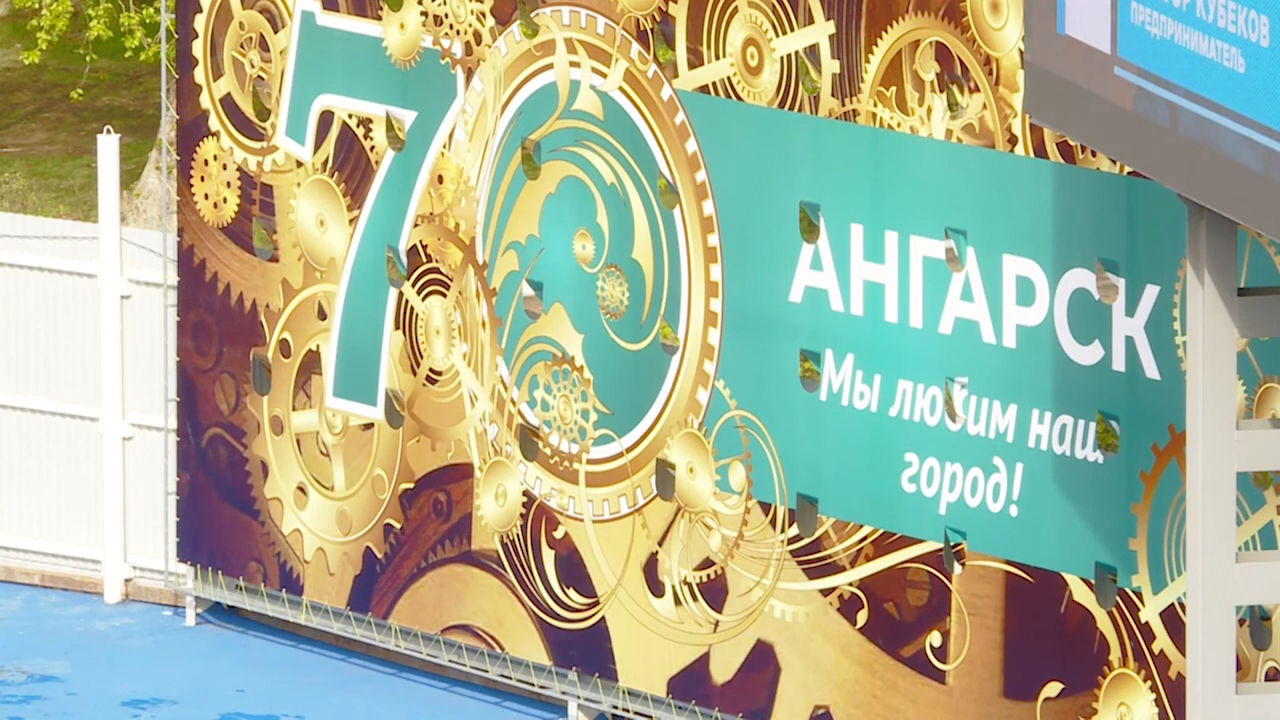 КУБЕКОВ
ПРЕДПРИНИМАТЕЛЬ
70
АНГАРСК
Мы любим наш
город!